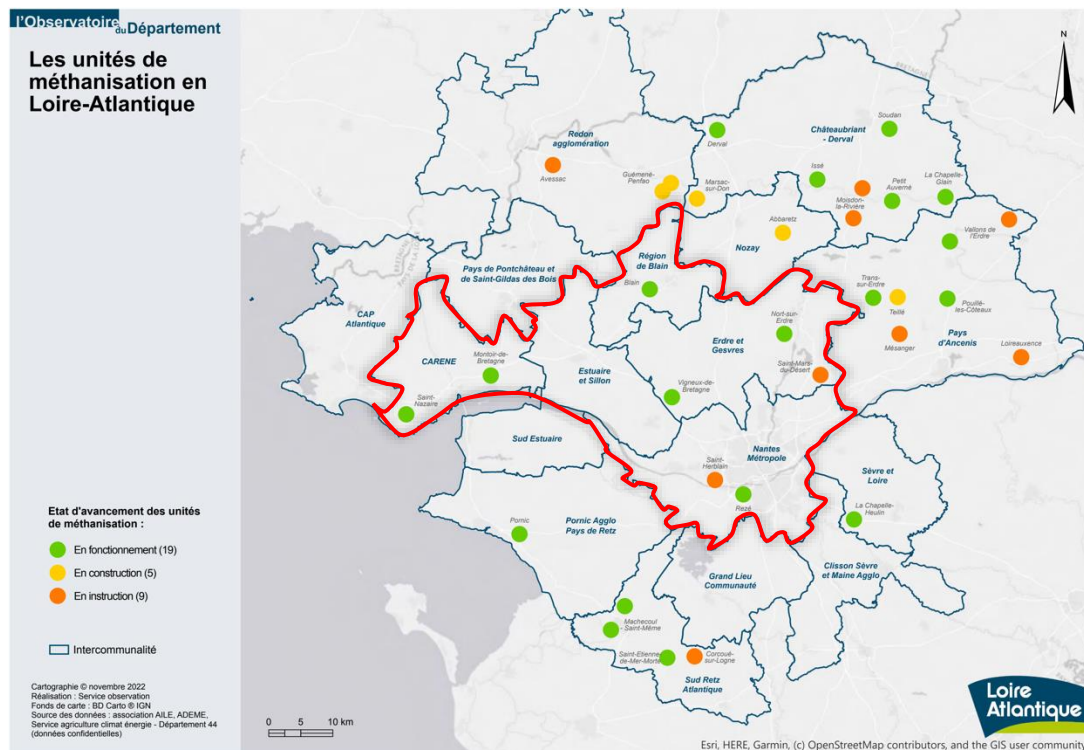 l'Observatoire
du Département
Les unités de
méthanisation en
Loire-Atlantique
N
BRETAGNE
Redon
agglomération
Avessac
Guémené-
Penfao
Derval
Marsac-
sur-Don
Châteaubriant
- Derval
Soudan
Issé
Moisdon-
la-Rivière
Petit
Auverné
La Chapelle-
Glain
Abbaretz
Nozay
Vallons de
l'Erdre
Pays de Pontchâteau et
de Saint-Gildas des Bois
Région
de Blain
Blain
CAP
Atlantique
CARENE
Montoir-de-
Bretagne
Saint-
Nazaire
Estuaire
et Sillon
Erdre et
Gesvres
Nort-sur-
Erdre
Saint-Mars-
du-Désert
Vigneux-de-
Bretagne
Trans-
sur-Erdre
Teillé
Pouillé-
les-Côteaux
Mésanger
Pays
d'Ancenis
Loireauxence
Sud Estuaire
Nantes
Métropole
Saint-
Herblain
Rezé
Sèvre et
Loire
La Chapelle-
Heulin
Pornic
Pornic Agglo
Pays de Retz
Grand Lieu
Communauté
Clisson Sèvre
et Maine Agglo
Machecoul
- Saint-Même
Saint-Etienne
de-Mer-Morte
Corcoué-
sur-Logne
Sud Retz
Atlantique
Etat d'avancement des unités
de méthanisation :
En fonctionnement (19)
En construction (5)
En instruction (9)
Intercommunalité
Cartographie © novembre 2022
Réalisation : Service observation
Fonds de carte : BD Carto ® IGN
Source des données : association AILE, ADEME,
Service agriculture climat énergie - Département 44
(données confidentielles)
0 5 10 km
Loire
Atlantique
Esri, HERE, Garmin, (c) OpenStreetMap contributors, and the GIS user community